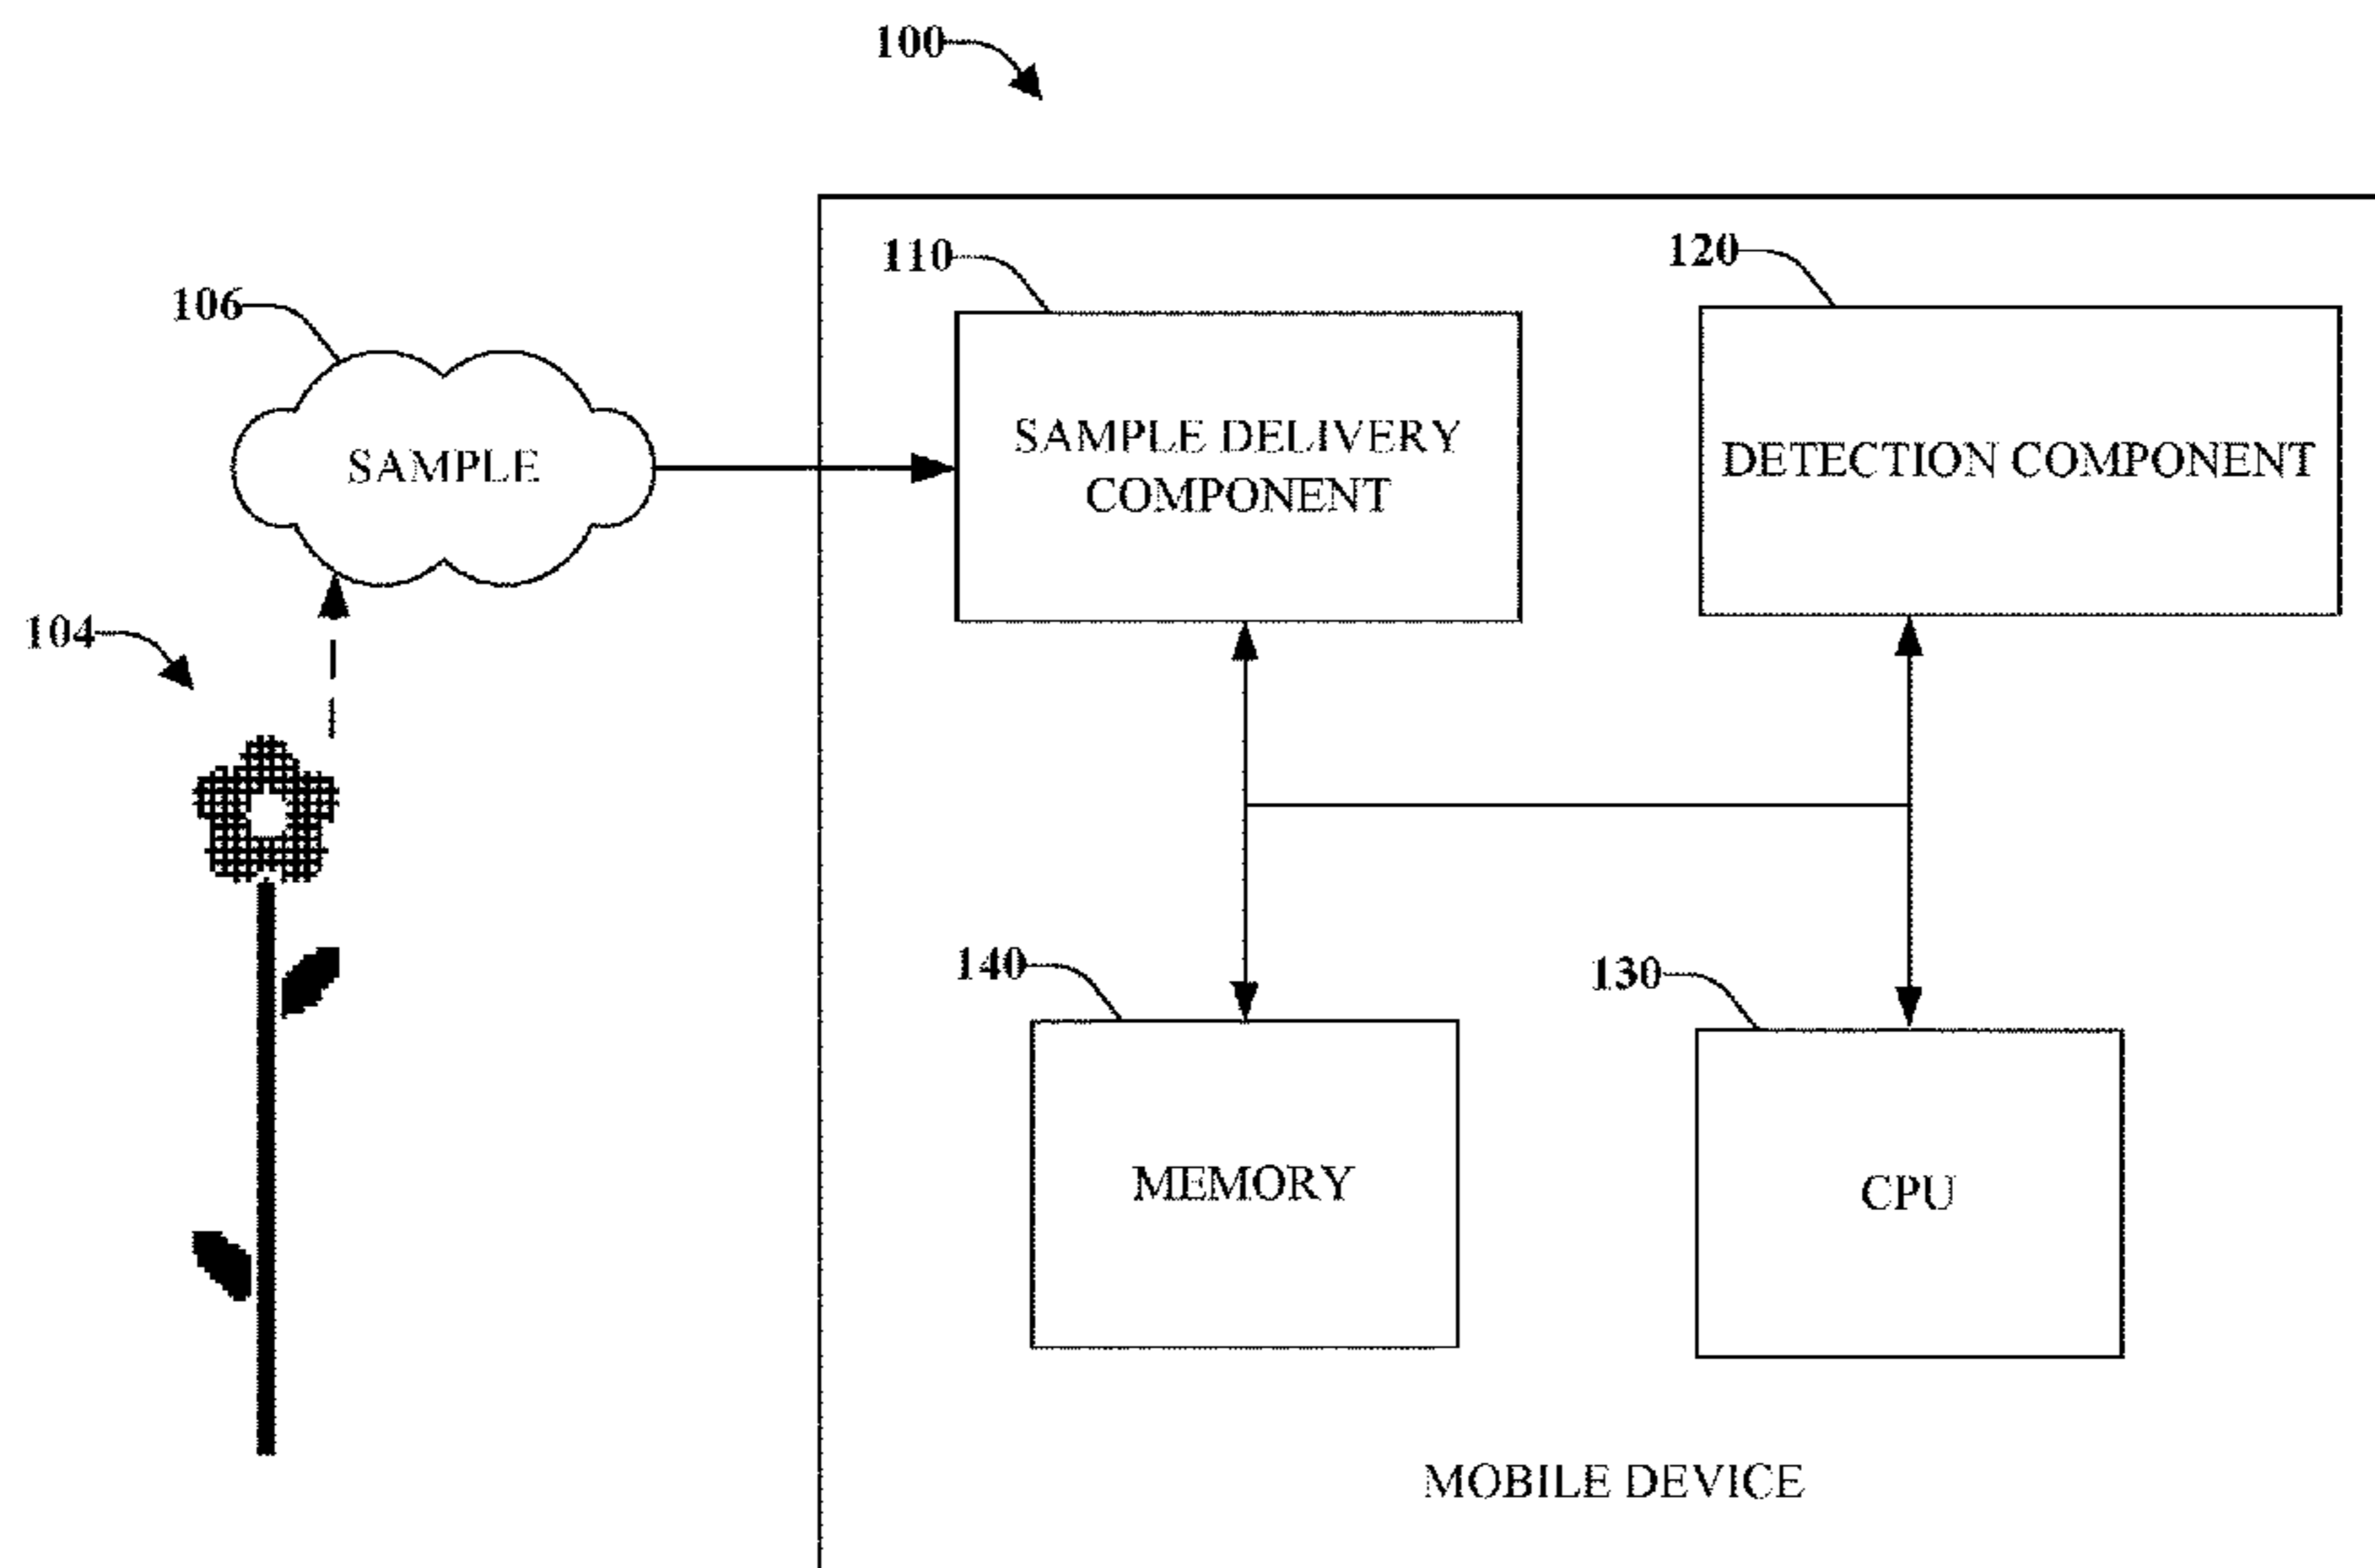 100
110
120
106
SAMPLE DELIVERY
COMPONENT
DETECTION COMPONENT
SAMPLE
104
140
130
MEMORY
CPU
MOBILE DEVICE